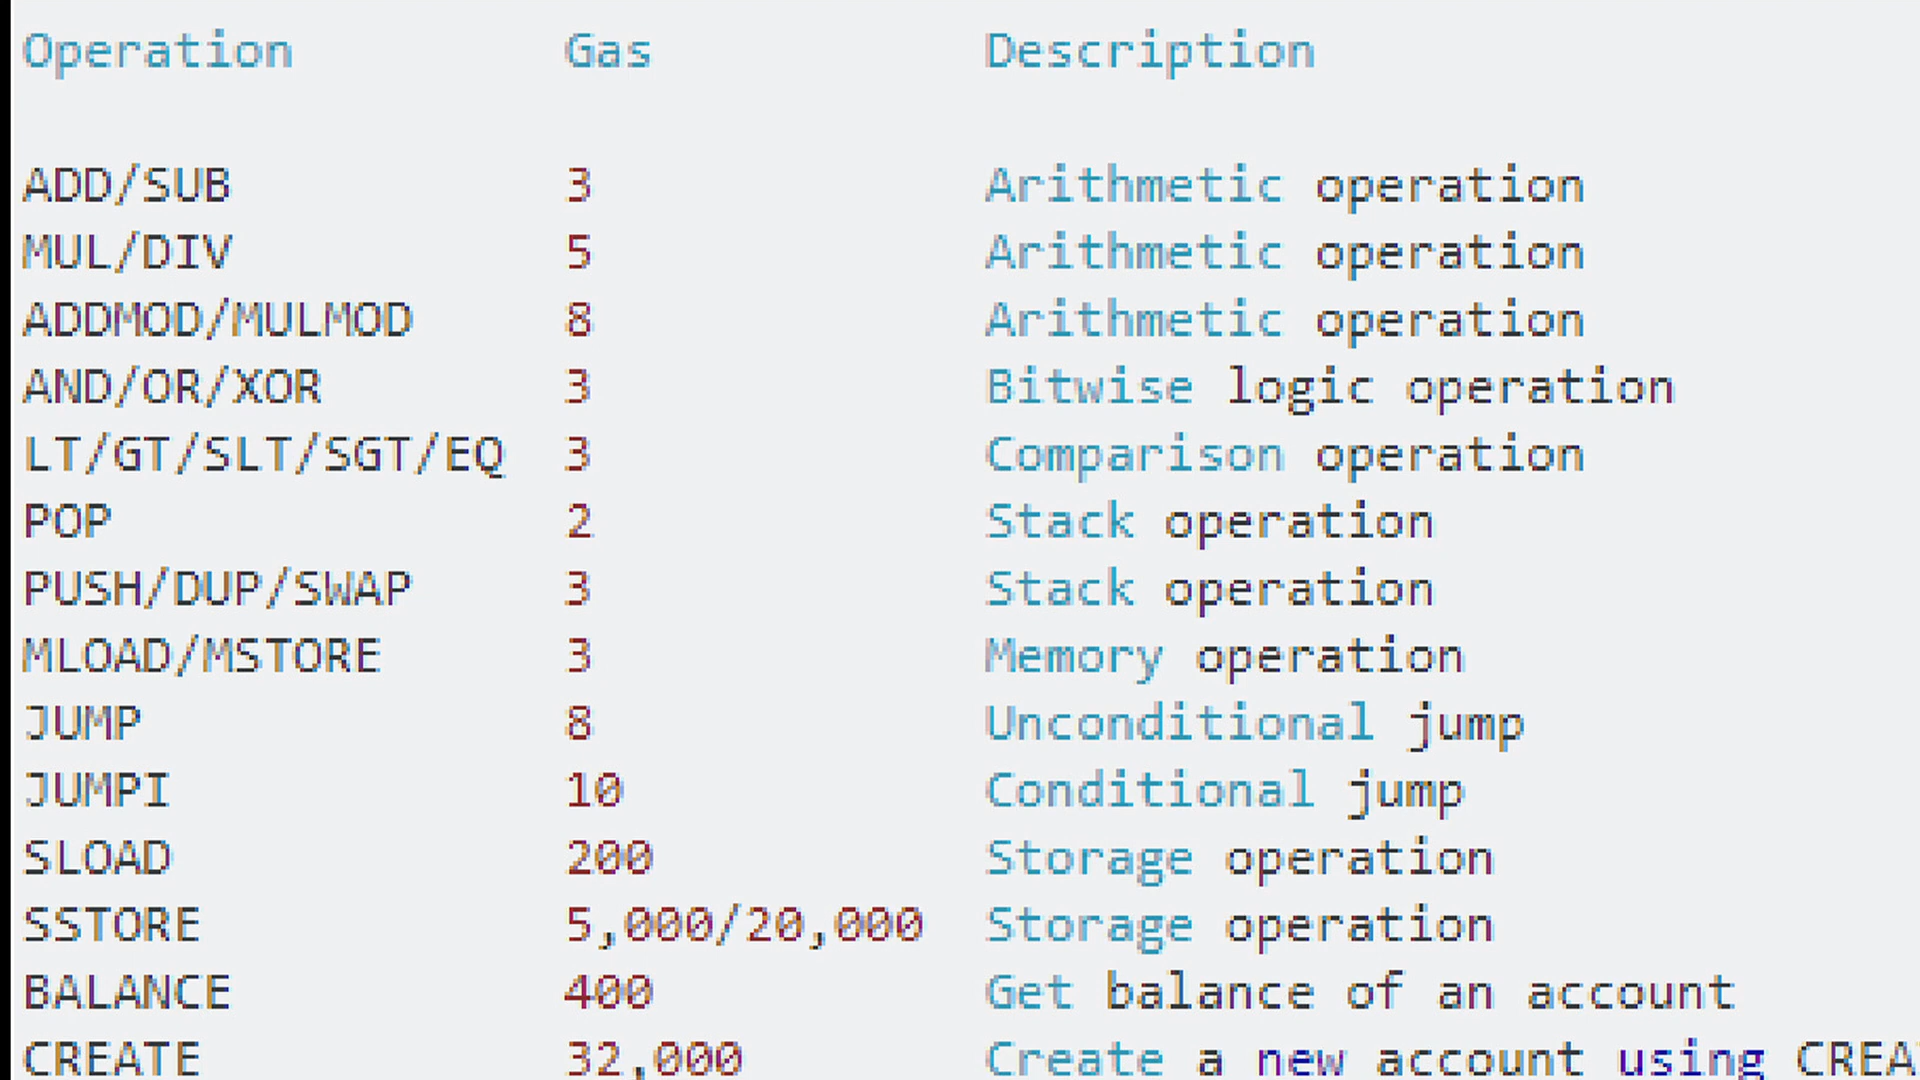 Operation Gas Description
ADD/SUB 3 Arithmetic operation
MUL/DIV 5 Arithmetic operation
ADDMOD/MULMOD 8 Arithmetic operation
AND/OR/XOR 3 Bitwise logic operation
LT/GT/SLT/SGT/EQ 3 Comparison operation
POP 2 Stack operation
PUSH/DUP/SWAP 3 Stack operation
MLOAD/MSTORE 3 Memory operation
JUMP 8 Unconditional jump
JUMPI 10 Conditional jump
SLOAD 200 Storage operation
SSTORE 5,000/20,000 Storage operation
BALANCE 400 Get balance of an account
CREATE 32,000 Create a new account using